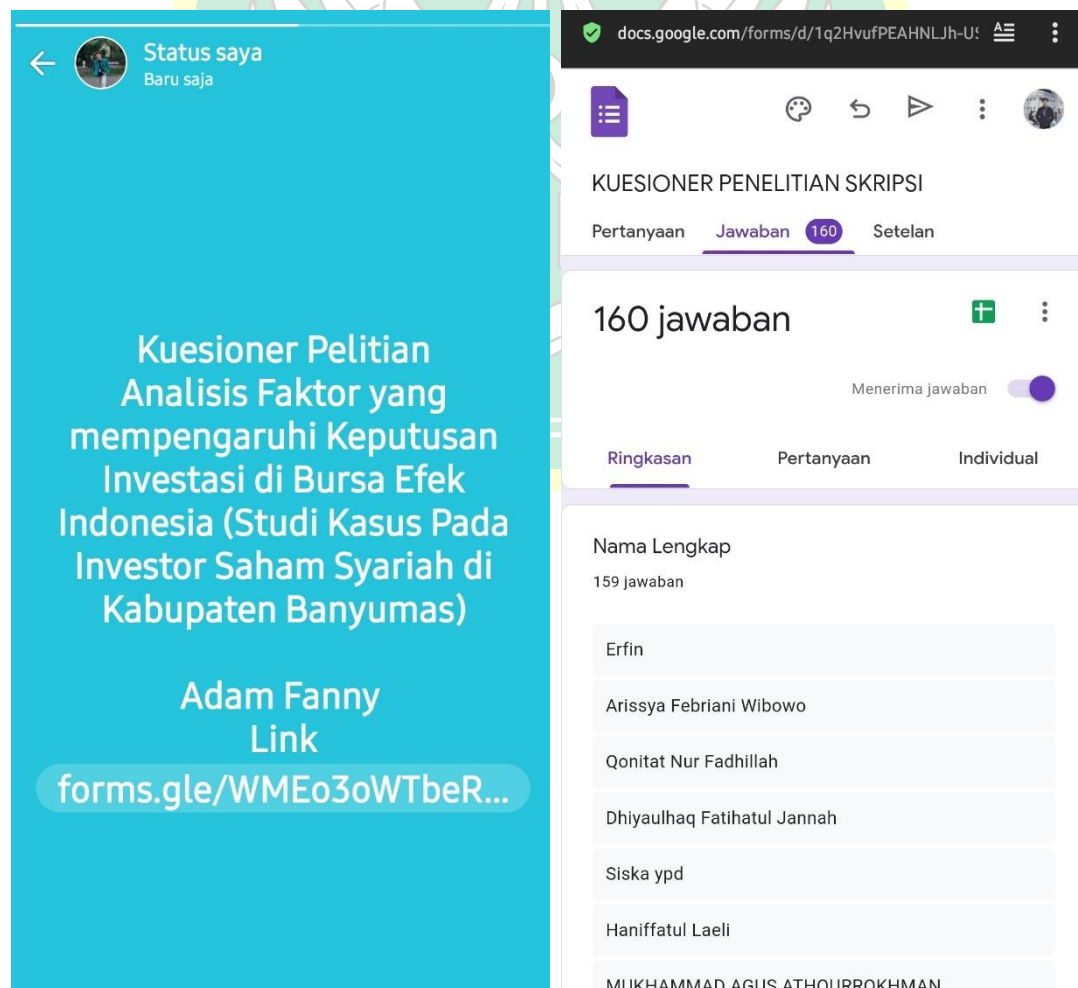 Status saya
Baru saja
Kuesioner Pelitian
Analisis Faktor yang
mempengaruhi Keputusan
Investasi di Bursa Efek
Indonesia (Studi Kasus Pada
Investor Saham Syariah di
Kabupaten Banyumas)
Adam Fanny
Link
forms.gle/WMEo3oWTbeR...
docs.google.com/forms/d/1q2HvufPEAHNLJh-U
KUESIONER PENELITIAN SKRIPSI
Pertanyaan Jawaban 160 Setelan
160 jawaban
Menerima jawaban
Ringkasan Pertanyaan Individual
Nama Lengkap
159 jawaban
Erfin
Arissya Febriani Wibowo
Qonitat Nur Fadhillah
Dhiyaulhaq Fatihatul Jannah
Siska ypd
Haniffatul Laeli
MUKHAMMAD AGUS ATHOURROKHMAN